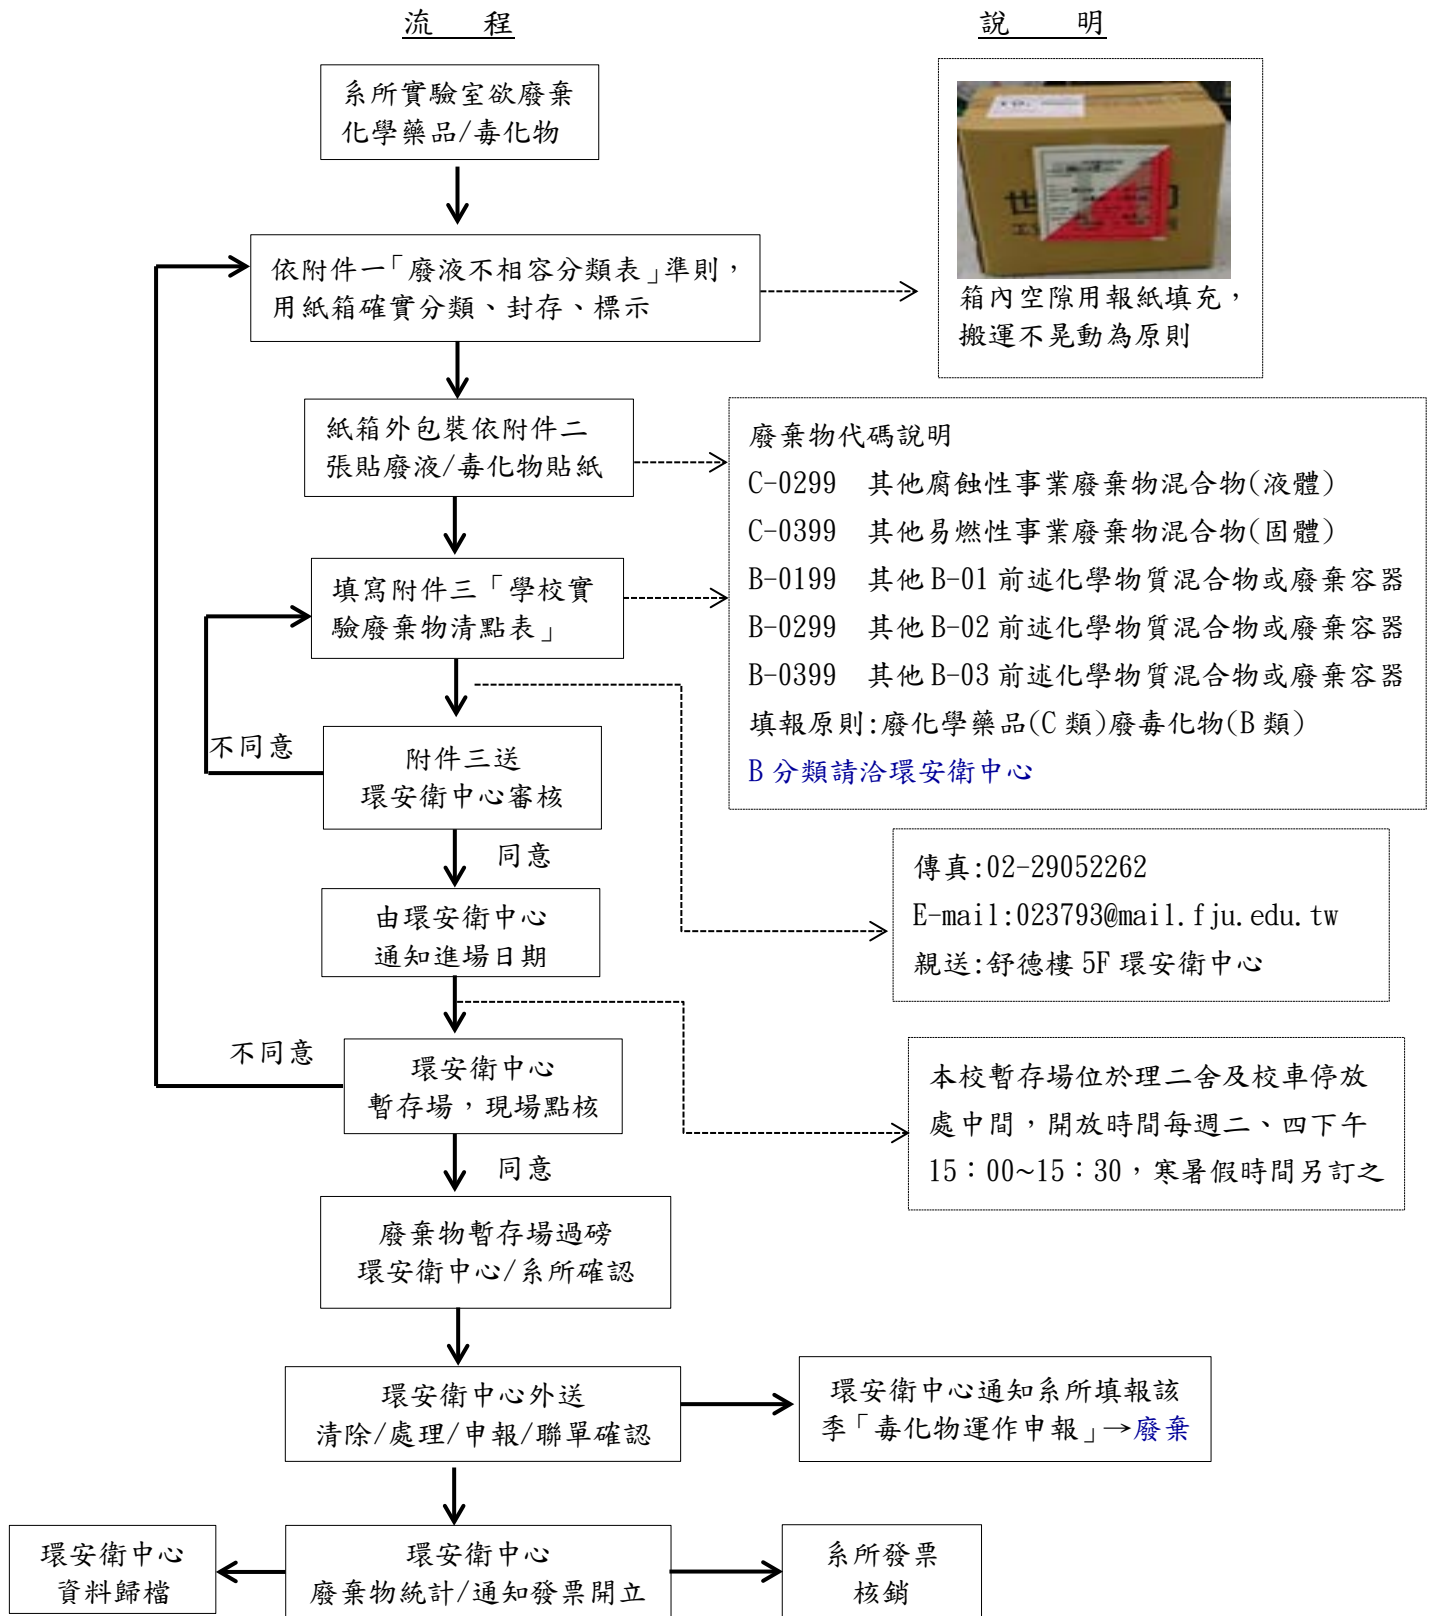 流 程
說 明
系所實驗室欲廢棄
化學藥品/毒化物
依附件一「廢液不相容分類表」準則，
用紙箱確實分類、封存、標示
箱內空隙用報紙填充，
搬運不晃動為原則
紙箱外包裝依附件二
張貼廢液/毒化物貼紙
廢棄物代碼說明
C-0299 其他腐蝕性事業廢棄物混合物(液體)
C-0399 其他易燃性事業廢棄物混合物(固體)
B-0199 其他 B-01 前述化學物質混合物或廢棄容器
B-0299 其他 B-02 前述化學物質混合物或廢棄容器
B-0399 其他 B-03 前述化學物質混合物或廢棄容器
填報原則:廢化學藥品(C 類)廢毒化物(B 類)
B 分類請洽環安衛中心
填寫附件三「學校實
驗廢棄物清點表」
不同意
附件三送
環安衛中心審核
同意
傳真:02-29052262
E-mail:023793@mail.fju.edu.tw
親送:舒德樓 5F 環安衛中心
由環安衛中心
通知進場日期
不同意
環安衛中心
暫存場，現場點核
本校暫存場位於理二舍及校車停放
處中間，開放時間每週二、四下午
15：00~15：30，寒暑假時間另訂之
同意
廢棄物暫存場過磅
環安衛中心/系所確認
環安衛中心外送
清除/處理/申報/聯單確認
環安衛中心通知系所填報該
季「毒化物運作申報」→廢棄
環安衛中心
資料歸檔
環安衛中心
廢棄物統計/通知發票開立
系所發票
核銷